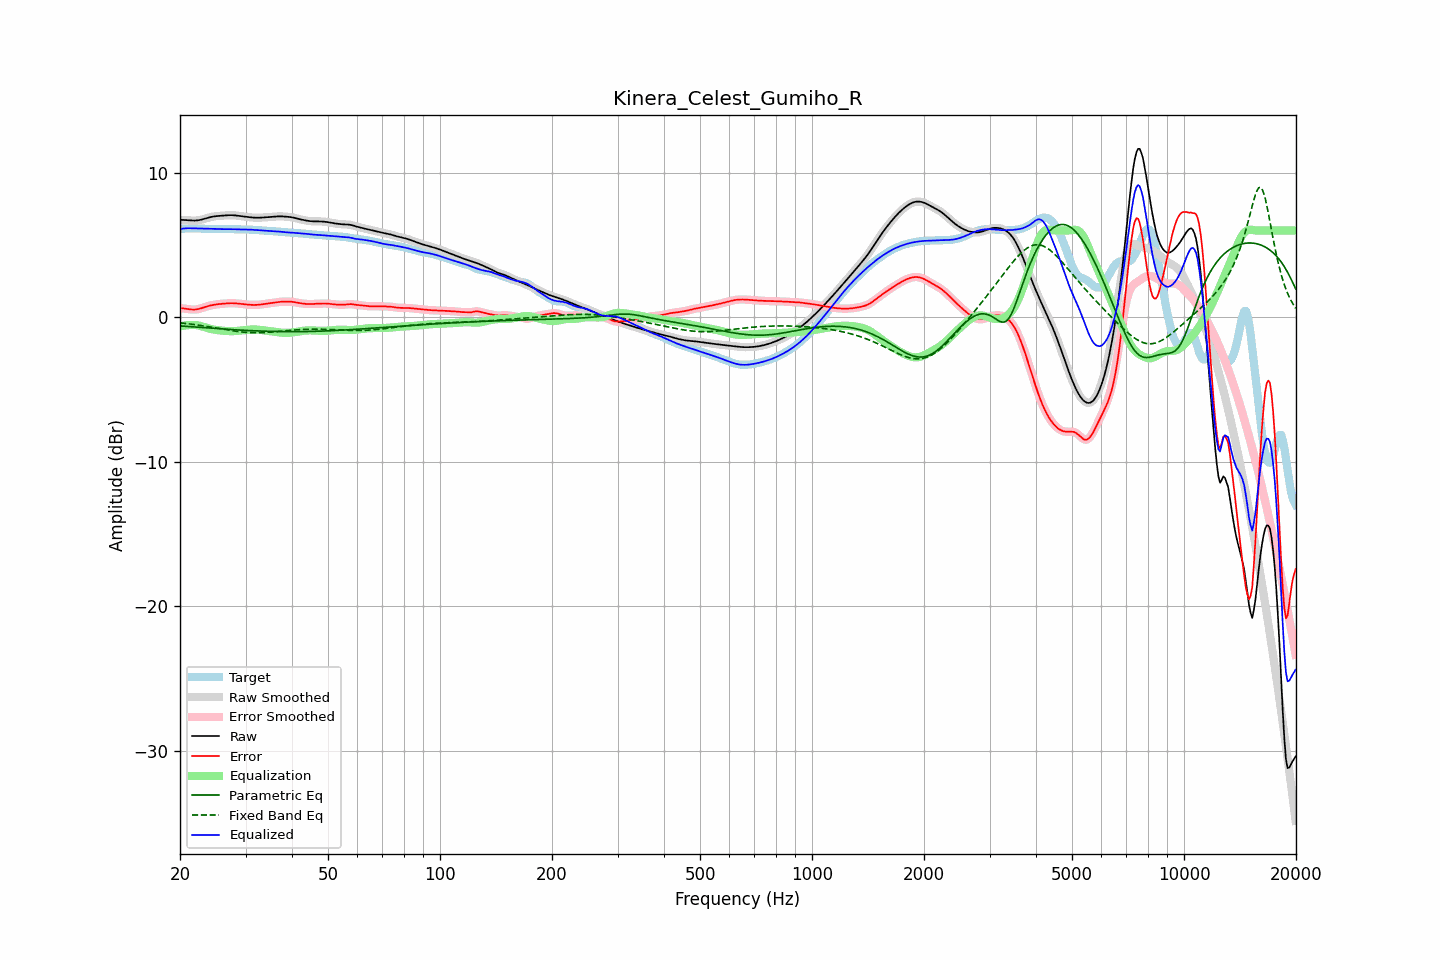 Kinera_Celest_Gumiho_R
10
0
−10
−20
−30
Amplitude (dBr)
Target
Raw Smoothed
Error Smoothed
Raw
Error
Equalization
Parametric Eq
Fixed Band Eq
Equalized
20 50 100 200 500 1000 2000 5000 10000 20000
Frequency (Hz)